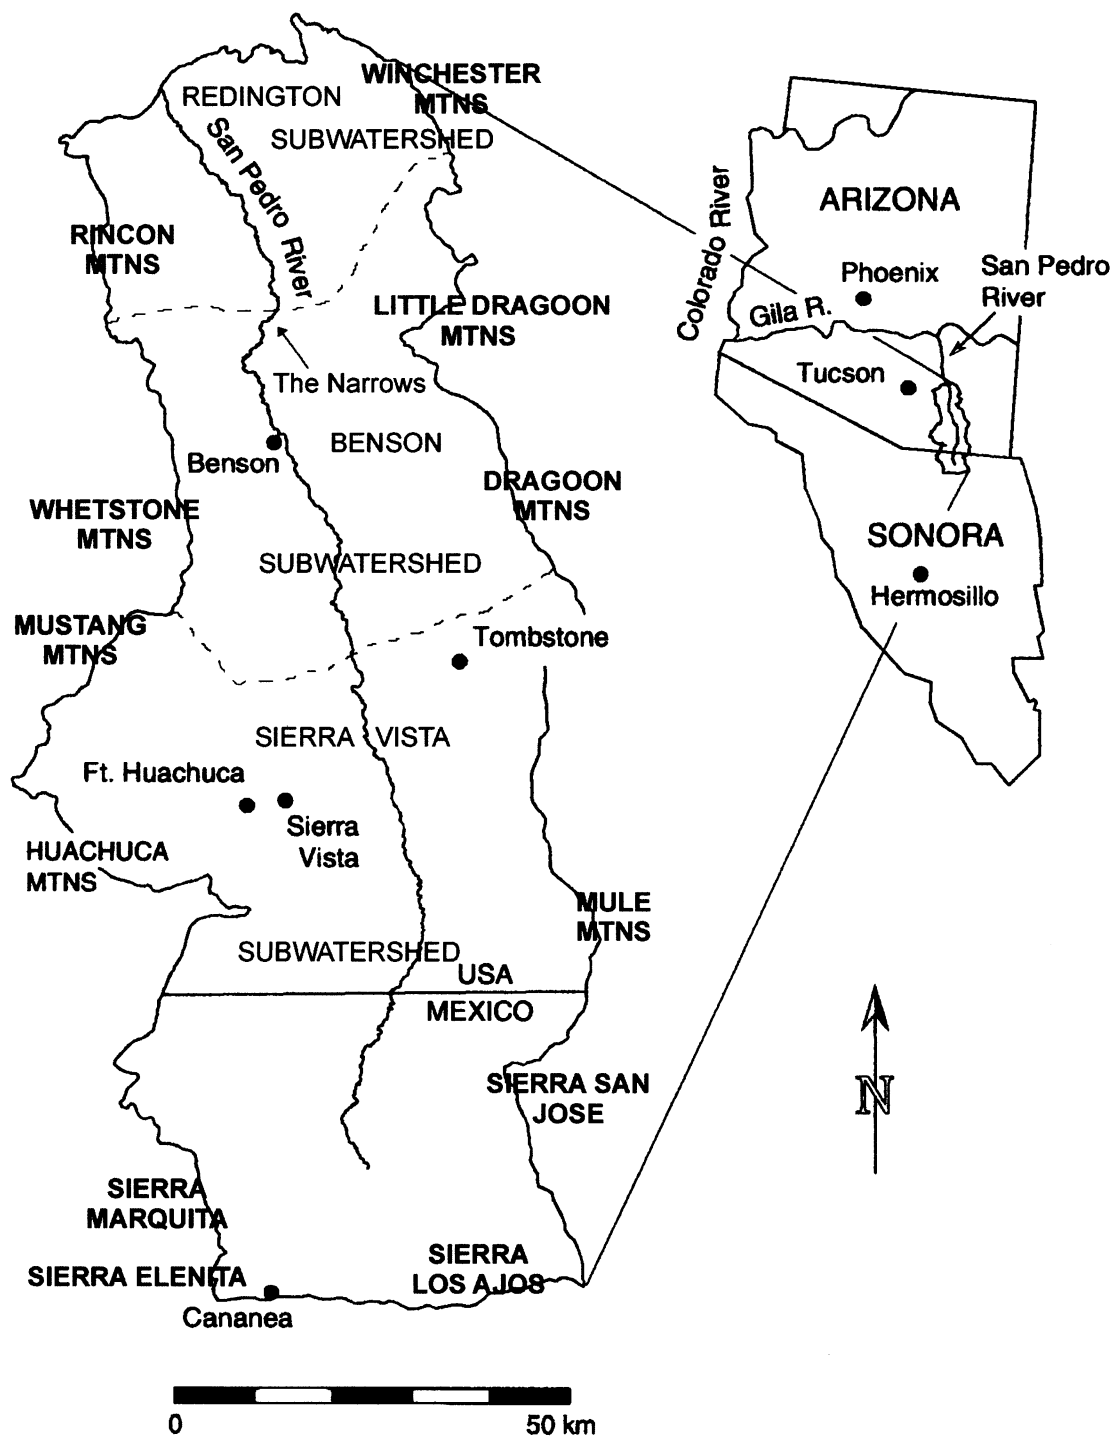 WINCHESTER
MTNS
REDINGTON
SUBWATERSHED
San Pedro River
RINCON
MTNS
LITTLE DRAGOON
MTNS
The Narrows
BENSON
Benson
DRAGOON
MTNS
WHETSTONE
MTNS
SUBWATERSHED
MUSTANG
MTNS
Tombstone
SIERRA VISTA
Ft. Huachuca
Sierra
Vista
HUACHUCA
MTNS
MULE
MTNS
SUBWATERSHED
USA
MEXICO
SIERRA SAN
JOSE
SIERRA
MARQUITA
SIERRA
LOS AJOS
SIERRA ELENITA
Cananea
0
50 km
ARIZONA
Colorado River
Phoenix
San Pedro
River
Gila R.
Tucson
SONORA
Hermosillo
N